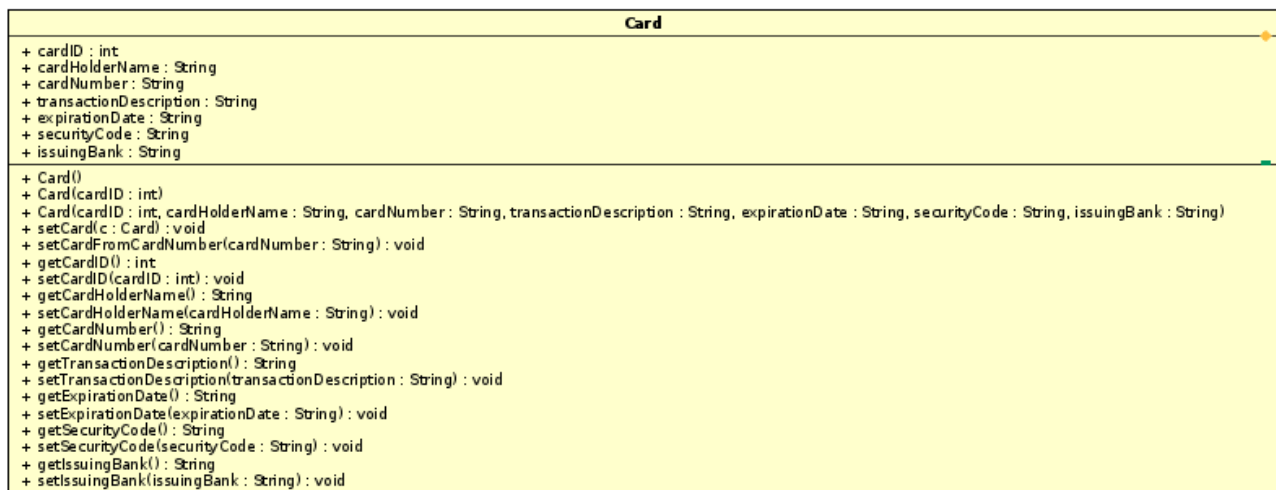 Card
+ cardID : int
+ cardHolderName : String
+ cardNumber : String
+ transactionDescription : String
+ expirationDate : String
+ securityCode : String
+ issuingBank : String
+ Card()
+ Card(cardID : int)
+ Card(cardID : int, cardHolderName : String, cardNumber : String, transactionDescription : String, expirationDate : String, securityCode : String, issuingBank : String)
+ setCard(c : Card) : void
+ setCardFromCardNumber(cardNumber : String) : void
+ getCardID() : int
+ setCardID(cardID : int) : void
+ getCardHolderName() : String
+ setCardHolderName(cardHolderName : String) : void
+ getCardNumber() : String
+ setCardNumber(cardNumber : String) : void
+ getTransactionDescription() : String
+ setTransactionDescription(transactionDescription : String) : void
+ getExpirationDate() : String
+ setExpirationDate(expirationDate : String) : void
+ getSecurityCode() : String
+ setSecurityCode(securityCode : String) : void
+ getIssuingBank() : String
+ setIssuingBank(issuingBank : String) : void